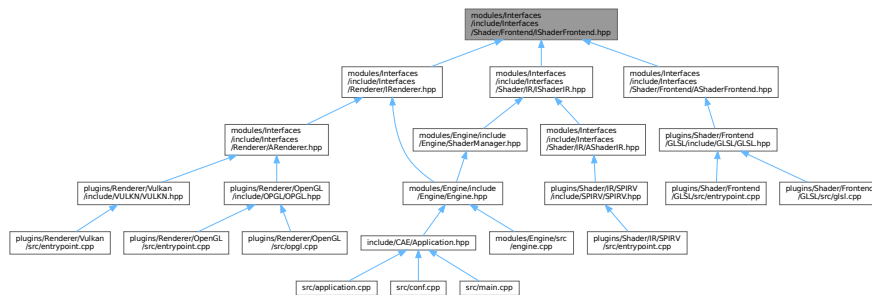 modules/Interfaces
/include/Interfaces
/Shader/Frontend/IShaderFrontend.hpp
modules/Interfaces
/include/Interfaces
/Renderer/IRenderer.hpp
modules/Interfaces
/include/Interfaces
/Shader/IR/IShaderIR.hpp
modules/Interfaces
/include/Interfaces
/Shader/Frontend/AShaderFrontend.hpp
modules/Interfaces
/include/Interfaces
/Renderer/ARenderer.hpp
modules/Engine/include
/Engine/ShaderManager.hpp
modules/Interfaces
/include/Interfaces
/Shader/IR/AShaderIR.hpp
plugins/Shader/Frontend
/GLSL/include/GLSL/GLSL.hpp
plugins/Renderer/Vulkan
/include/VULKN/VULKN.hpp
plugins/Renderer/OpenGL
/include/OPGL/OPGL.hpp
modules/Engine/include
/Engine/Engine.hpp
plugins/Shader/IR/SPIRV
/include/SPIRV/SPIRV.hpp
plugins/Shader/Frontend
/GLSL/src/entrypoint.cpp
plugins/Shader/Frontend
/GLSL/src/glsl.cpp
plugins/Renderer/Vulkan
/src/entrypoint.cpp
plugins/Renderer/OpenGL
/src/entrypoint.cpp
plugins/Renderer/OpenGL
/src/opgl.cpp
include/CAE/Application.hpp
modules/Engine/src
/engine.cpp
plugins/Shader/IR/SPIRV
/src/entrypoint.cpp
src/application.cpp
src/conf.cpp
src/main.cpp